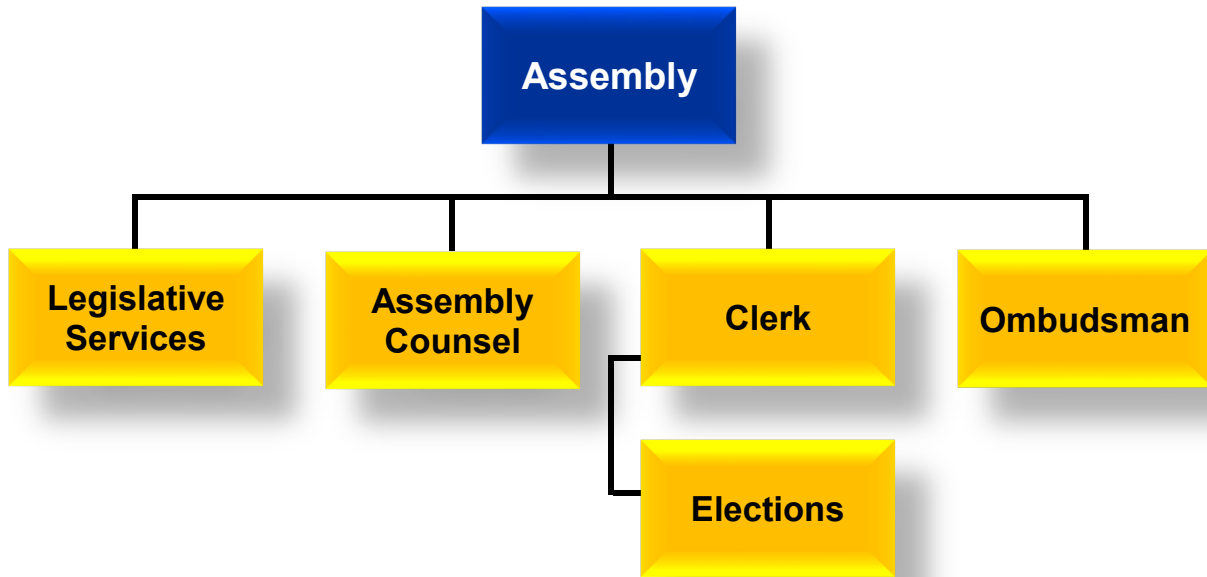 Assembly
Legislative
Services
Assembly
Counsel
Clerk
Ombudsman
Elections